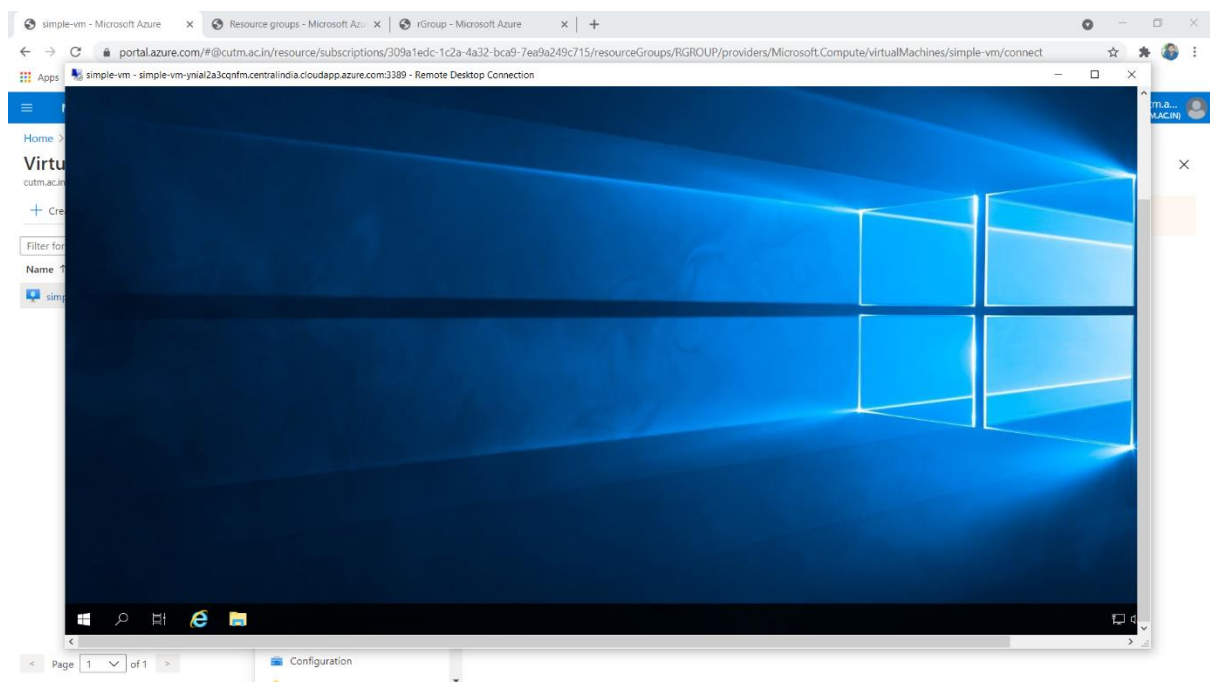 simple-vm - Microsoft Azure
Resource groups - Microsoft Azu
rGroup - Microsoft Azure
portal.azure.com/#@cutm.ac.in/resource/subscriptions/309a1edc-1c2a-4a32-bca9-7ea9a249c715/resourceGroups/RGROUP/providers/Microsoft.Compute/virtualMachines/simple-vm/connect
Apps
simple-vm - simple-vm-ynial2a3cqnfm.centralindia.cloudapp.azure.com:3389 - Remote Desktop Connection
tm.a...
M.AC.IN)
Home >
Virtu
cutm.ac.in
+ Cre
Filter for
Name ↑
simp
< Page 1 of 1 >
Configuration